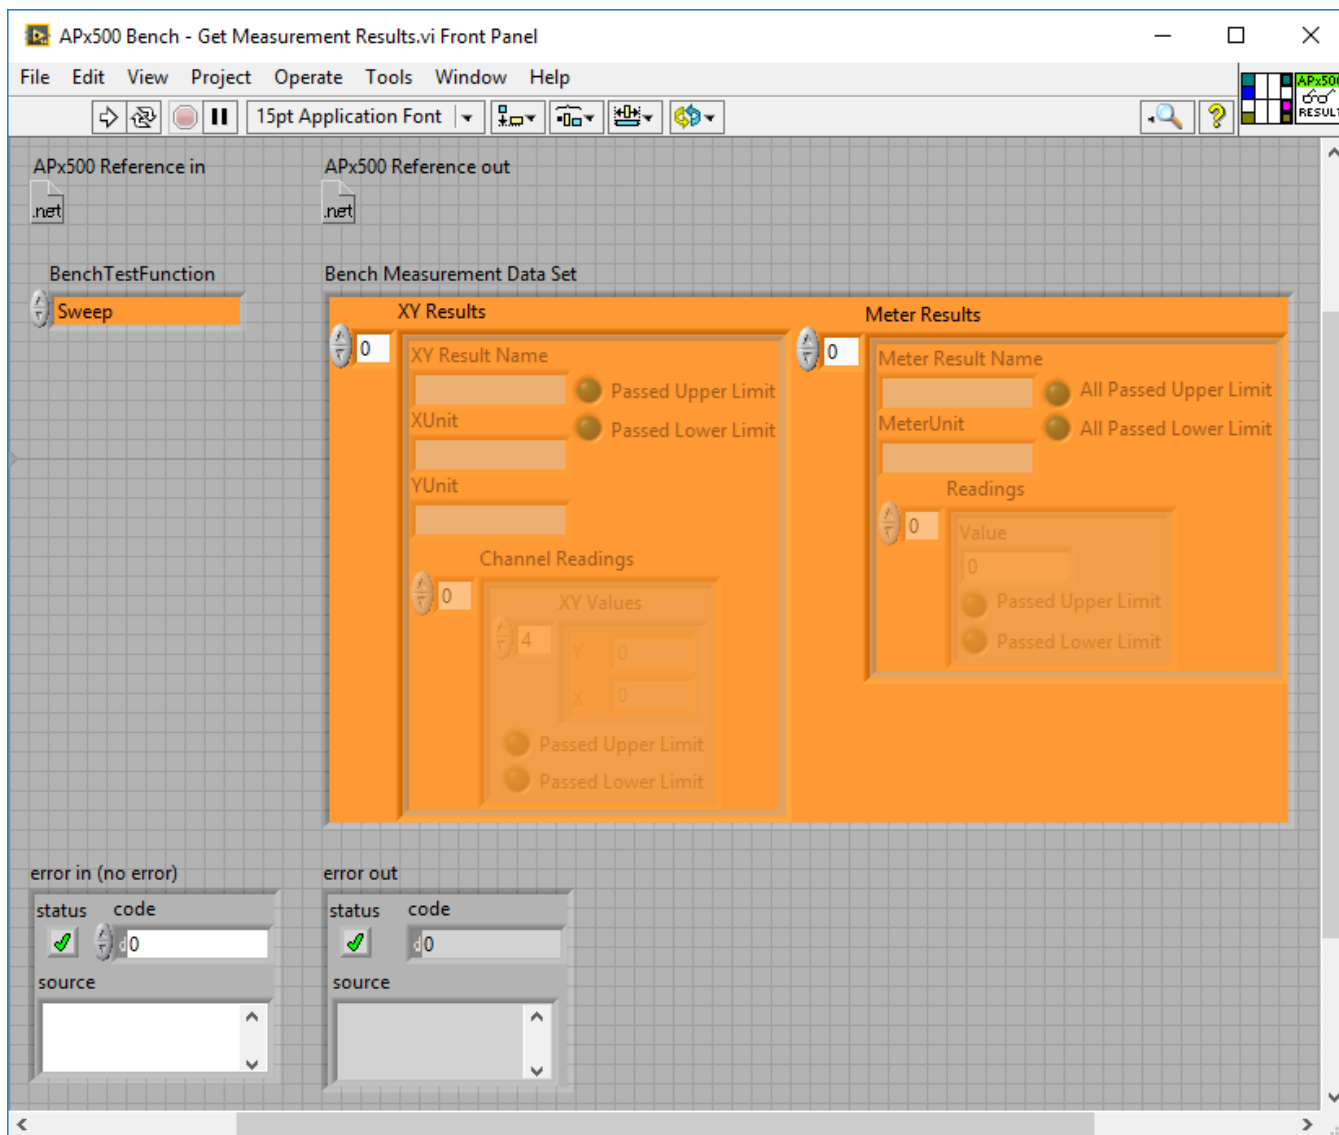 APx500 Bench - Get Measurement Results.vi Front Panel
File Edit View Project Operate Tools Window Help
15pt Application Font
?
APx500
RESULT
APx500 Reference in
.net
APx500 Reference out
.net
BenchTestFunction
Sweep
Bench Measurement Data Set
XY Results
0
XY Result Name
Passed Upper Limit
XUnit
Passed Lower Limit
YUnit
Channel Readings
0
XY Values
4
Y 0
X 0
Passed Upper Limit
Passed Lower Limit
Meter Results
0
Meter Result Name
All Passed Upper Limit
MeterUnit
All Passed Lower Limit
Readings
0
Value
0
Passed Upper Limit
Passed Lower Limit
error in (no error)
status code
d0
source
error out
status code
d0
source